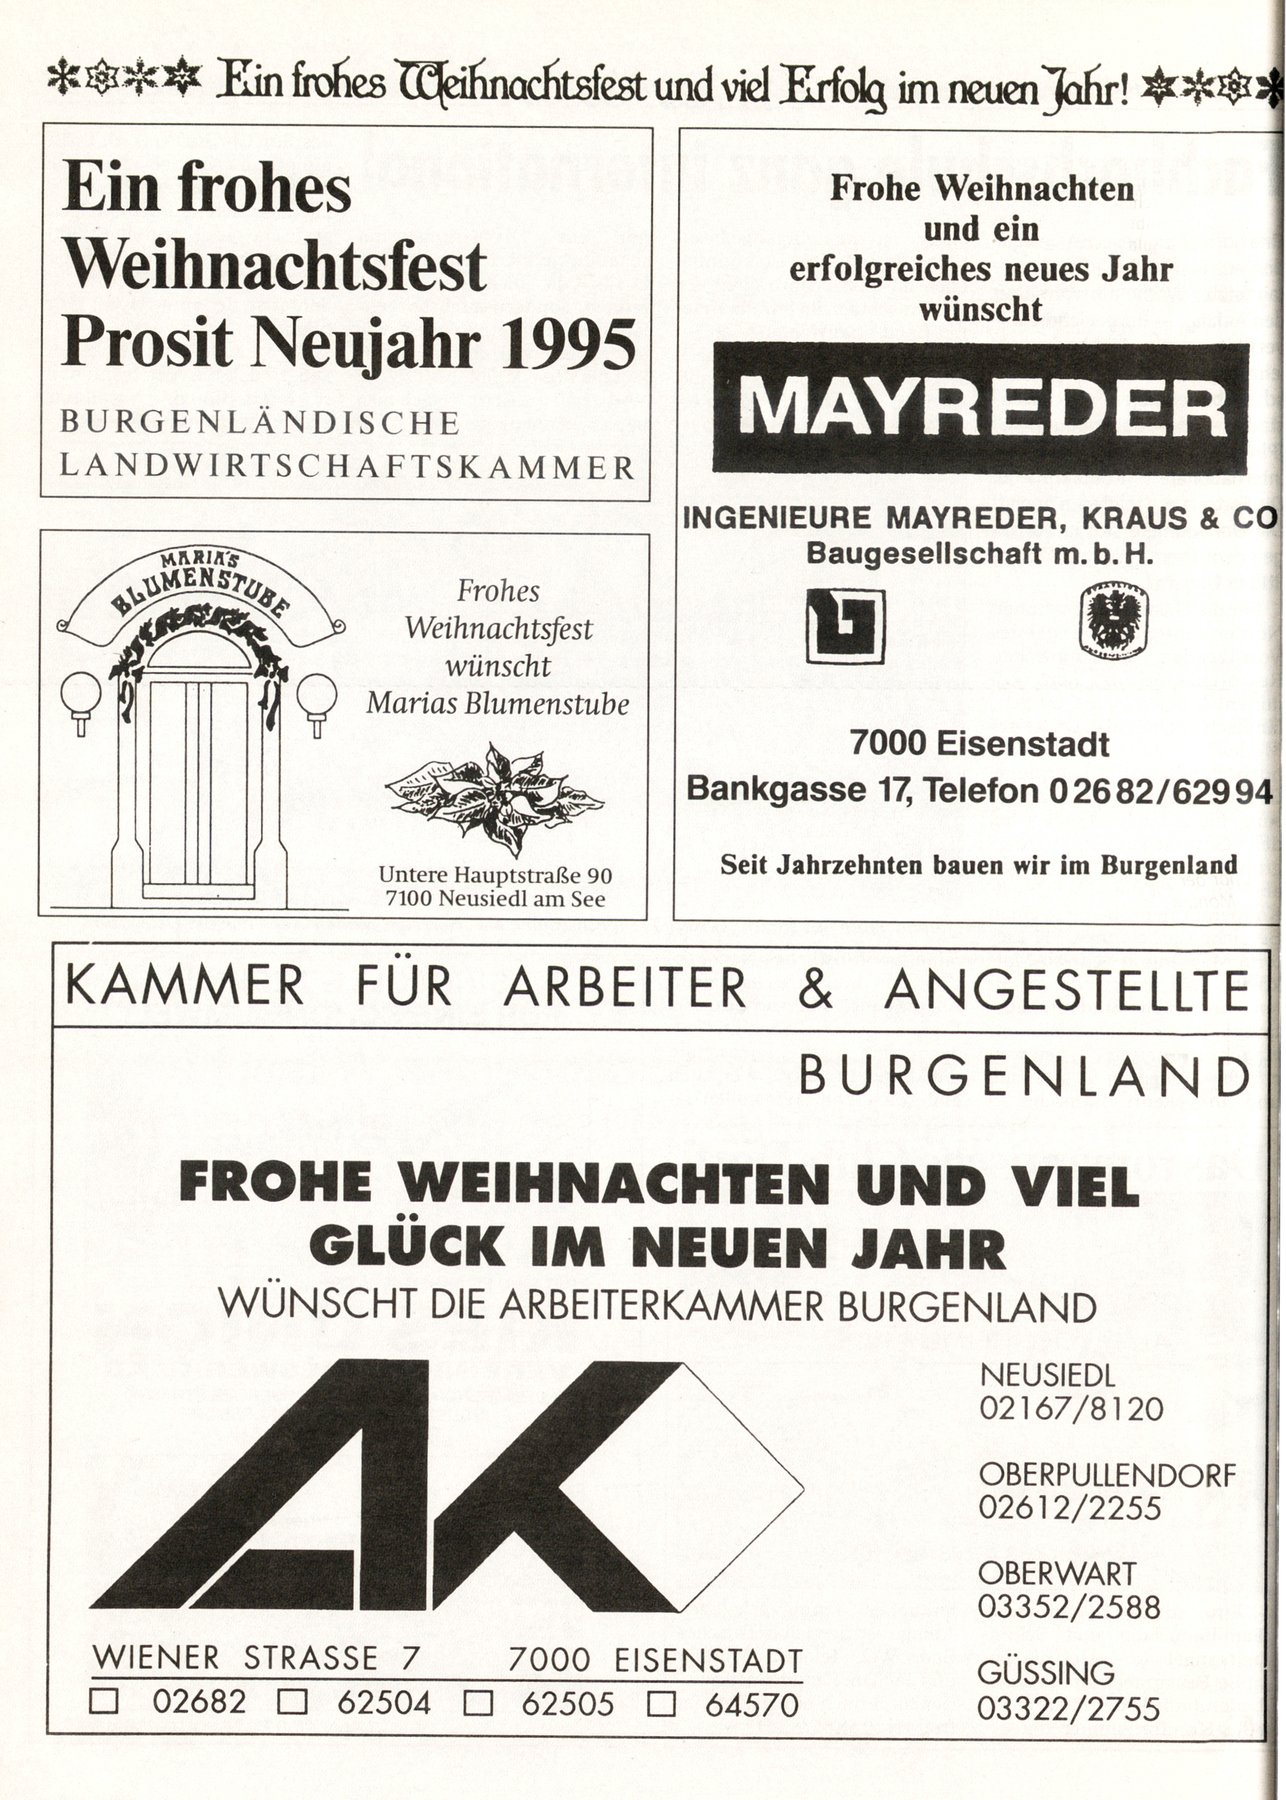 Ein frohes Weihnachtsfest und viel Erfolg im neuen Jahr!
Ein frohes
Weihnachtsfest
Prosit Neujahr 1995
BURGENLÄNDISCHE
LANDWIRTSCHAFTSKAMMER
MARIA'S
BLUMENSTUBE
Frohes
Weihnachtsfest
wünscht
Marias Blumenstube
Untere Hauptstraße 90
7100 Neusiedl am See
Frohe Weihnachten
und ein
erfolgreiches neues Jahr
wünscht
MAYREDER
INGENIEURE MAYREDER, KRAUS & CO
Baugesellschaft m. b. H.
7000 Eisenstadt
Bankgasse 17, Telefon 0 26 82/629 94
Seit Jahrzehnten bauen wir im Burgenland
KAMMER FÜR ARBEITER & ANGESTELLTE
BURGENLAND
FROHE WEIHNACHTEN UND VIEL
GLÜCK IM NEUEN JAHR
WÜNSCHT DIE ARBEITERKAMMER BURGENLAND
AK
WIENER STRASSE 7 7000 EISENSTADT
☐ 02682 ☐ 62504 ☐ 62505 ☐ 64570
NEUSIEDL
02167/8120
OBERPULLENDORF
02612/2255
OBERWART
03352/2588
GÜSSING
03322/2755